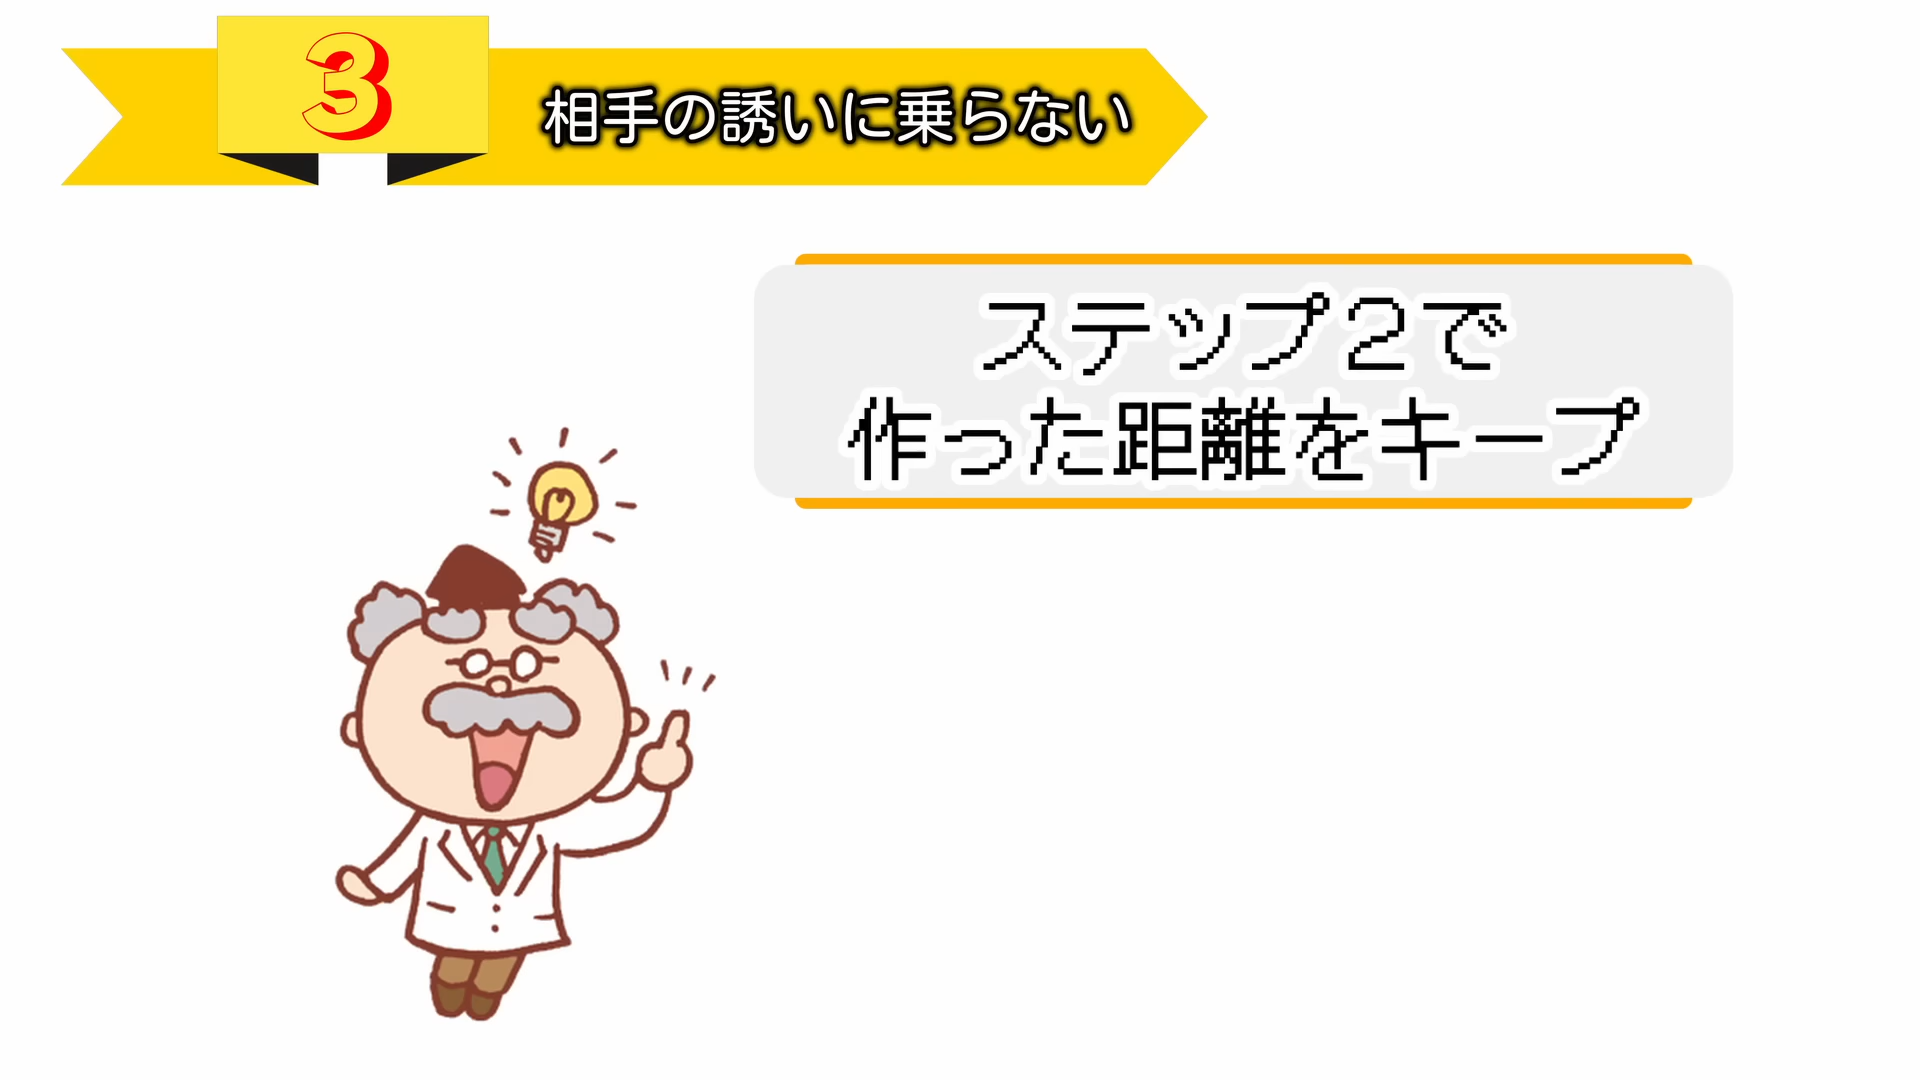 3
相手の誘いに乗らない
ステップ２で
作った距離をキープ